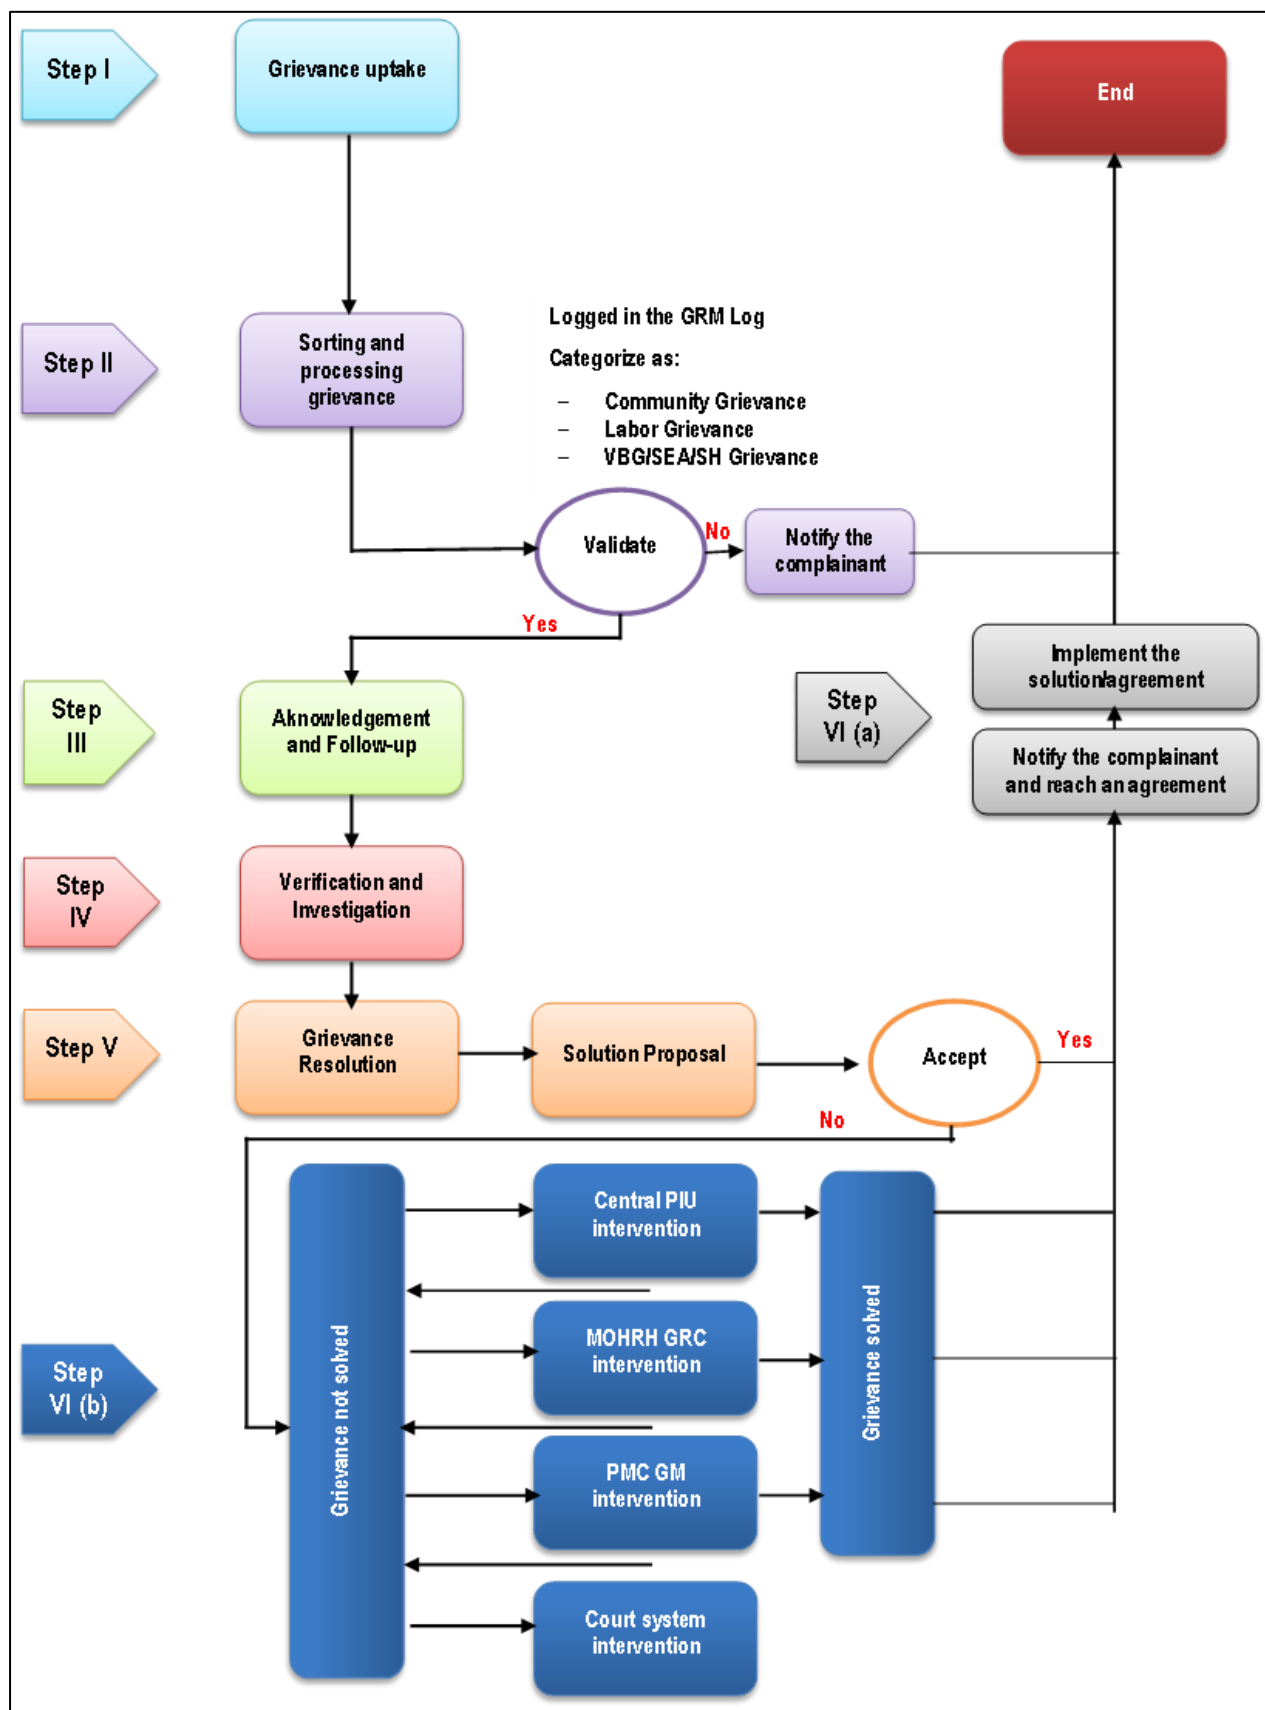 Step I
Grievance uptake
End
Step II
Sorting and
processing
grievance
Logged in the GRM Log
Categorize as:
– Community Grievance
– Labor Grievance
– VBG/SEA/SH Grievance
Validate
No
Notify the
complainant
Yes
Step
III
Aknowledgement
and Follow-up
Step
VI (a)
Implement the
solution/agreement
Notify the complainant
and reach an agreement
Step
IV
Verification and
Investigation
Step V
Grievance
Resolution
Solution Proposal
Accept
Yes
No
Step
VI (b)
Grievance not solved
Central PIU
intervention
MOHRH GRC
intervention
PMC GM
intervention
Court system
intervention
Grievance solved